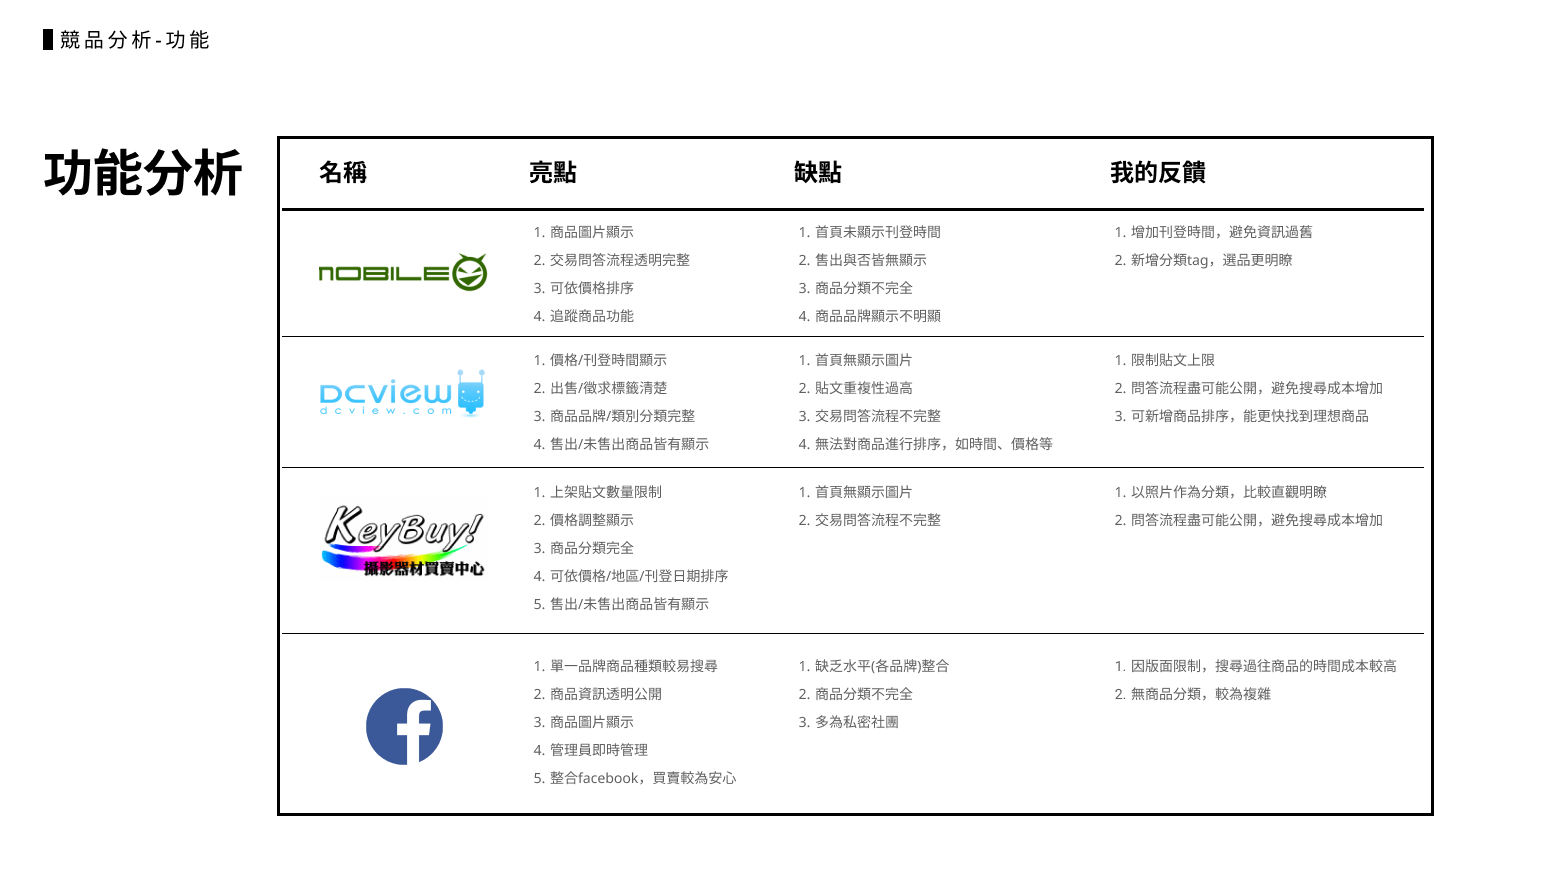 競品分析-功能
功能分析
名稱
亮點
缺點
我的反饋
NOBILE
1. 商品圖片顯示
2. 交易問答流程透明完整
3. 可依價格排序
4. 追蹤商品功能
1. 首頁未顯示刊登時間
2. 售出與否皆無顯示
3. 商品分類不完全
4. 商品品牌顯示不明顯
1. 增加刊登時間，避免資訊過舊
2. 新增分類tag，選品更明瞭
DCview
dcview.com
1. 價格/刊登時間顯示
2. 出售/徵求標籤清楚
3. 商品品牌/類別分類完整
4. 售出/未售出商品皆有顯示
1. 首頁無顯示圖片
2. 貼文重複性過高
3. 交易問答流程不完整
4. 無法對商品進行排序，如時間、價格等
1. 限制貼文上限
2. 問答流程盡可能公開，避免搜尋成本增加
3. 可新增商品排序，能更快找到理想商品
KeyBuy!
攝影器材買賣中心
1. 上架貼文數量限制
2. 價格調整顯示
3. 商品分類完全
4. 可依價格/地區/刊登日期排序
5. 售出/未售出商品皆有顯示
1. 首頁無顯示圖片
2. 交易問答流程不完整
1. 以照片作為分類，比較直觀明瞭
2. 問答流程盡可能公開，避免搜尋成本增加
f
1. 單一品牌商品種類較易搜尋
2. 商品資訊透明公開
3. 商品圖片顯示
4. 管理員即時管理
5. 整合facebook，買賣較為安心
1. 缺乏水平(各品牌)整合
2. 商品分類不完全
3. 多為私密社團
1. 因版面限制，搜尋過往商品的時間成本較高
2. 無商品分類，較為複雜